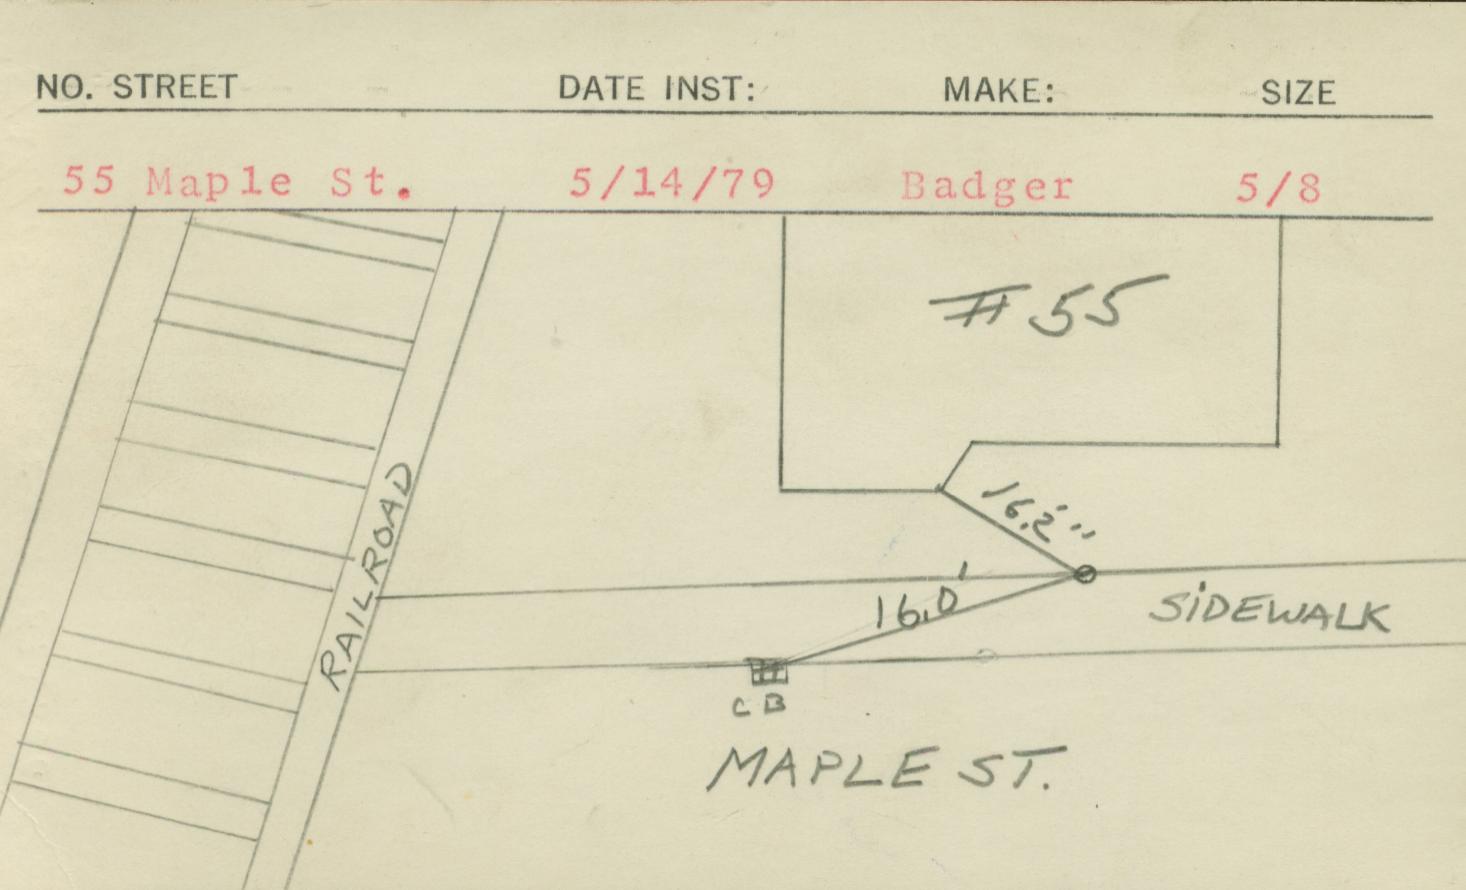 NO. STREET DATE INST: MAKE: SIZE
55 Maple St. 5/14/79 Badger 5/8
# 55
16.2'"
RAILROAD
16.0'
SIDEWALK
C B
MAPLE ST.